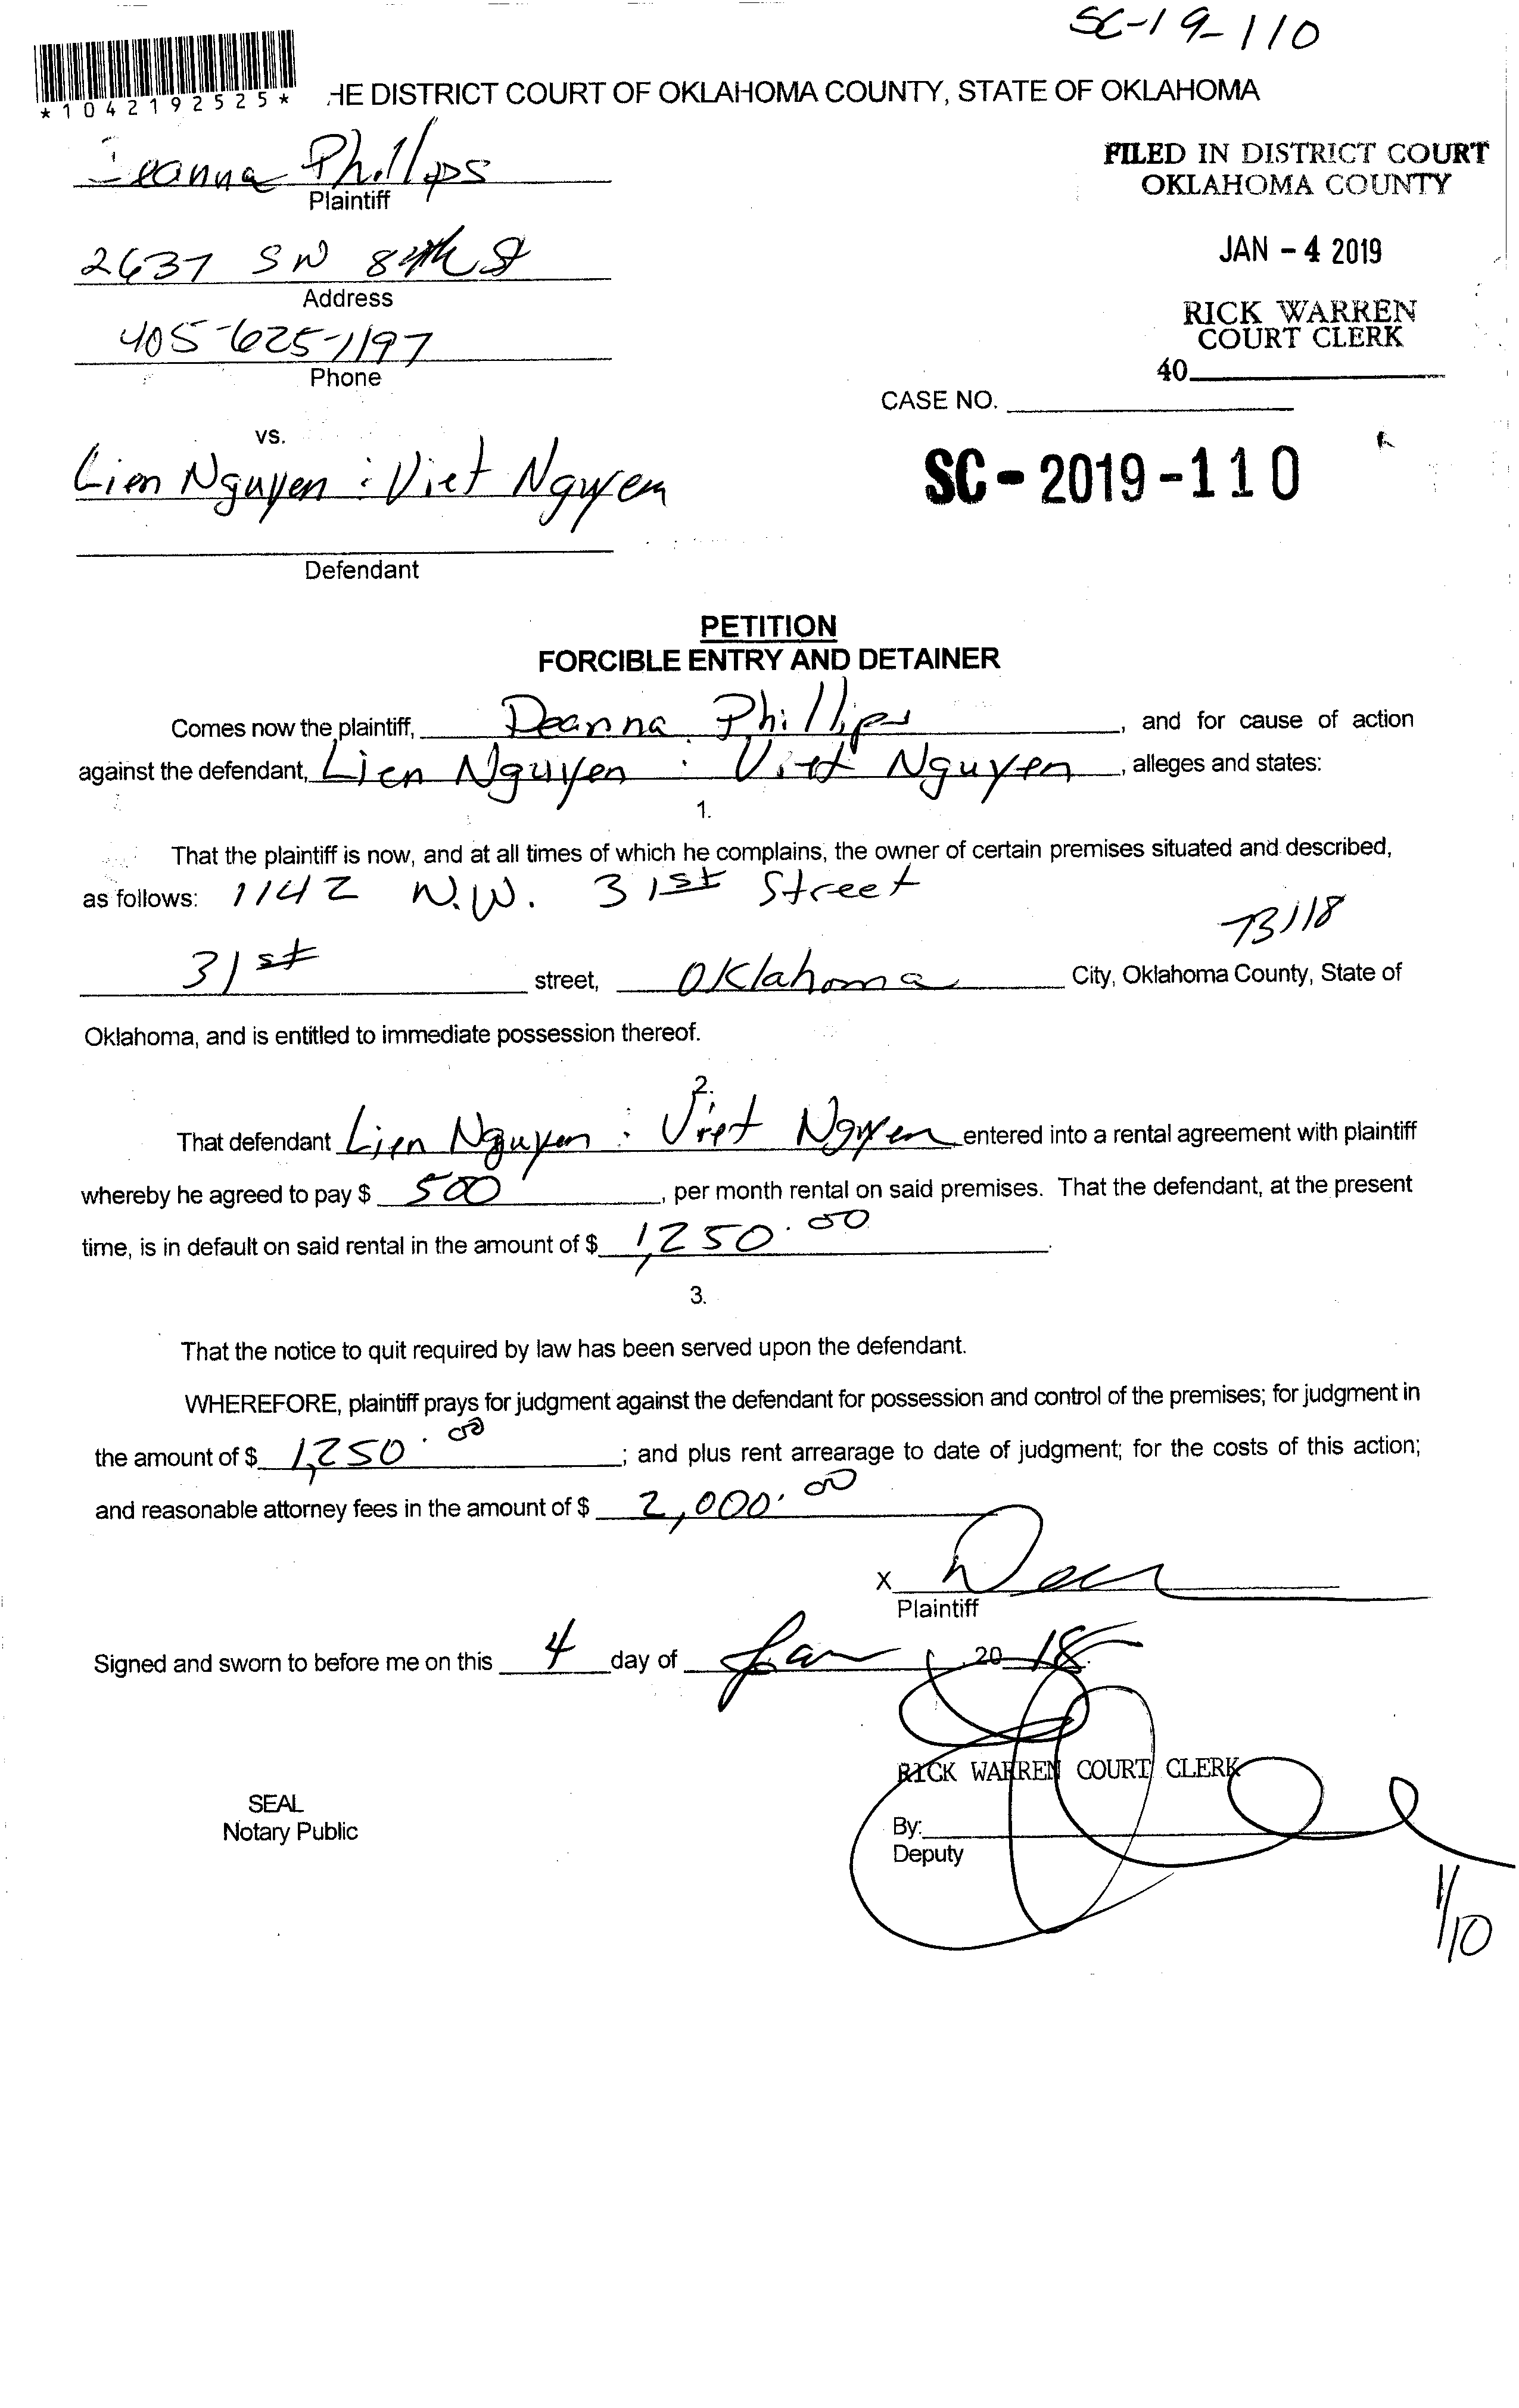 SC-19-110
*1042192525*
HE DISTRICT COURT OF OKLAHOMA COUNTY, STATE OF OKLAHOMA
Deanna Phillips
Plaintiff
FILED IN DISTRICT COURT
OKLAHOMA COUNTY
2637 SW 84th St
Address
JAN - 4 2019
405-625-1197
Phone
RICK WARREN
COURT CLERK
40
CASE NO.
vs.
Lien Nguyen : Viet Nguyen
SC - 2019 - 110
Defendant
PETITION
FORCIBLE ENTRY AND DETAINER
Comes now the plaintiff, Deanna Phillips, and for cause of action
against the defendant, Lien Nguyen : Viet Nguyen, alleges and states:
1.
That the plaintiff is now, and at all times of which he complains, the owner of certain premises situated and described,
as follows: 1142 N.W. 31st Street
73118
31st street, Oklahoma City, Oklahoma County, State of
Oklahoma, and is entitled to immediate possession thereof.
2.
That defendant Lien Nguyen : Viet Nguyen entered into a rental agreement with plaintiff
whereby he agreed to pay $ 500, per month rental on said premises. That the defendant, at the present
time, is in default on said rental in the amount of $ 1,250.00.
3.
That the notice to quit required by law has been served upon the defendant.
WHEREFORE, plaintiff prays for judgment against the defendant for possession and control of the premises; for judgment in
the amount of $ 1,250.00; and plus rent arrearage to date of judgment; for the costs of this action;
and reasonable attorney fees in the amount of $ 2,000.00
X
Plaintiff
Signed and sworn to before me on this 4 day of Jan, 20 18
RICK WARREN COURT CLERK
SEAL
Notary Public
By:
Deputy
1/10